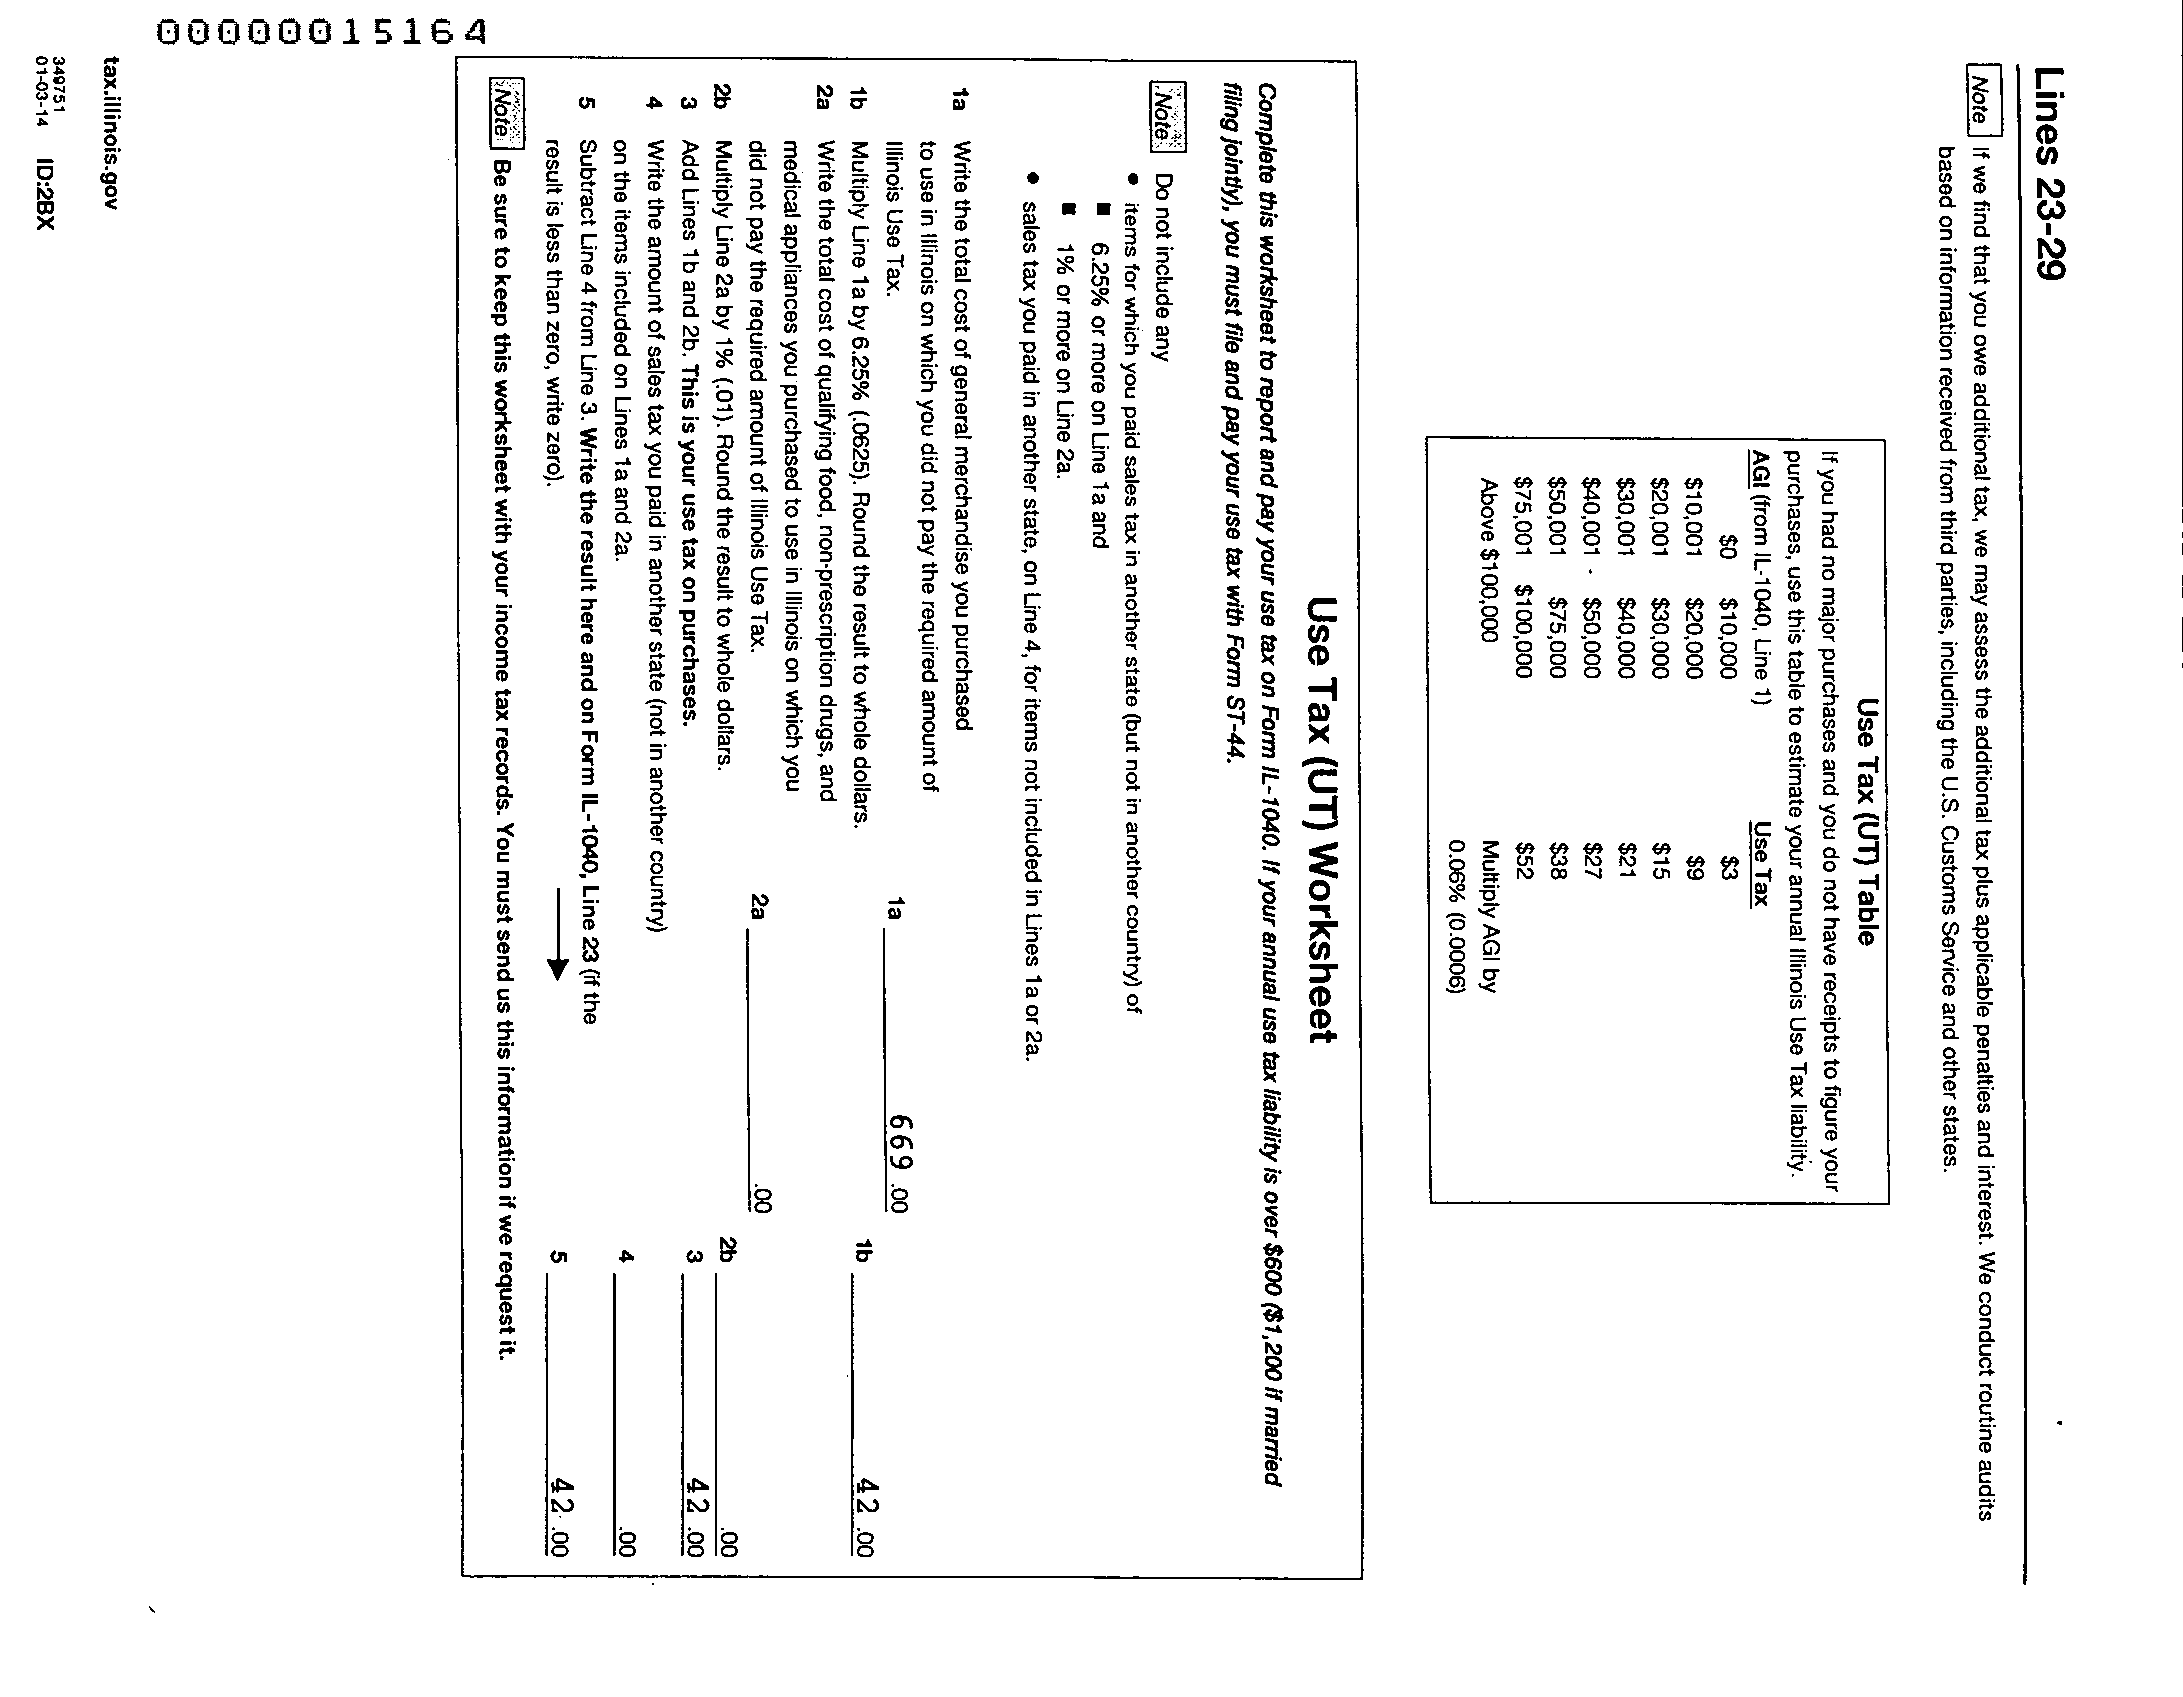 Lines 23-29
Note If we find that you owe additional tax, we may assess the additional tax plus applicable penalties and interest. We conduct routine audits
based on information received from third parties, including the U.S. Customs Service and other states.
Use Tax (UT) Table
If you had no major purchases and you do not have receipts to figure your
purchases, use this table to estimate your annual Illinois Use Tax liability.
AGI (from IL-1040, Line 1) Use Tax
$0 $10,000 $3
$10,001 $20,000 $9
$20,001 $30,000 $15
$30,001 $40,000 $21
$40,001 $50,000 $27
$50,001 $75,000 $38
$75,001 $100,000 $52
Above $100,000 Multiply AGI by
0.06% (0.0006)
Use Tax (UT) Worksheet
Complete this worksheet to report and pay your use tax on Form IL-1040. If your annual use tax liability is over $600 ($1,200 if married
filing jointly), you must file and pay your use tax with Form ST-44.
Note Do not include any
• items for which you paid sales tax in another state (but not in another country) of
■ 6.25% or more on Line 1a and
■ 1% or more on Line 2a.
• sales tax you paid in another state, on Line 4, for items not included in Lines 1a or 2a.
1a Write the total cost of general merchandise you purchased
to use in Illinois on which you did not pay the required amount of
Illinois Use Tax. 1a 669 .00
1b Multiply Line 1a by 6.25% (.0625). Round the result to whole dollars. 1b 42 .00
2a Write the total cost of qualifying food, non-prescription drugs, and
medical appliances you purchased to use in Illinois on which you
did not pay the required amount of Illinois Use Tax. 2a .00
2b Multiply Line 2a by 1% (.01). Round the result to whole dollars. 2b .00
3 Add Lines 1b and 2b. This is your use tax on purchases. 3 42 .00
4 Write the amount of sales tax you paid in another state (not in another country)
on the items included on Lines 1a and 2a. 4 .00
5 Subtract Line 4 from Line 3. Write the result here and on Form IL-1040, Line 23 (if the
result is less than zero, write zero). 5 42 .00
Note Be sure to keep this worksheet with your income tax records. You must send us this information if we request it.
00000015164
tax.illinois.gov
349751
01-03-14 ID:2BX